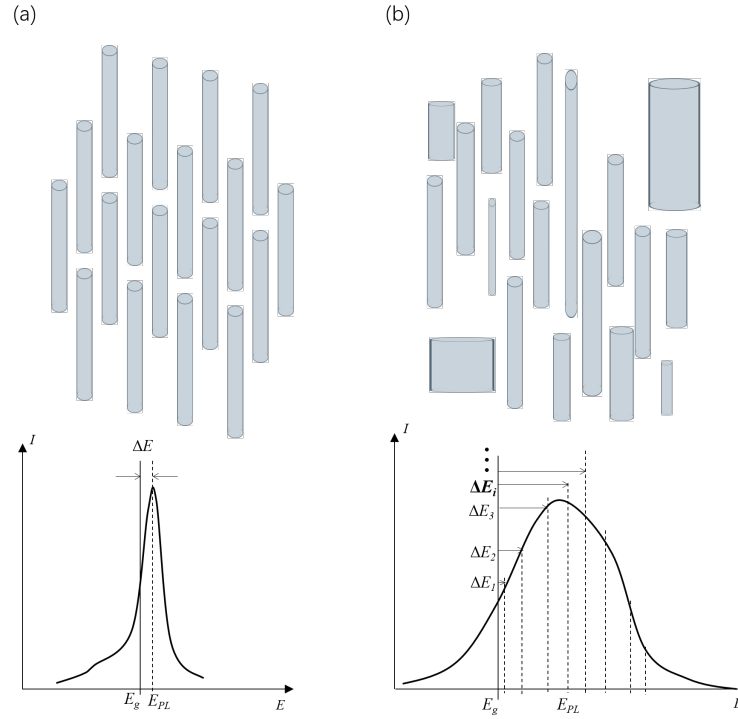 (a)
(b)
I
ΔE
E_g
E_PL
E
I
⋮
ΔE_i
ΔE_3
ΔE_2
ΔE_1
E_g
E_PL